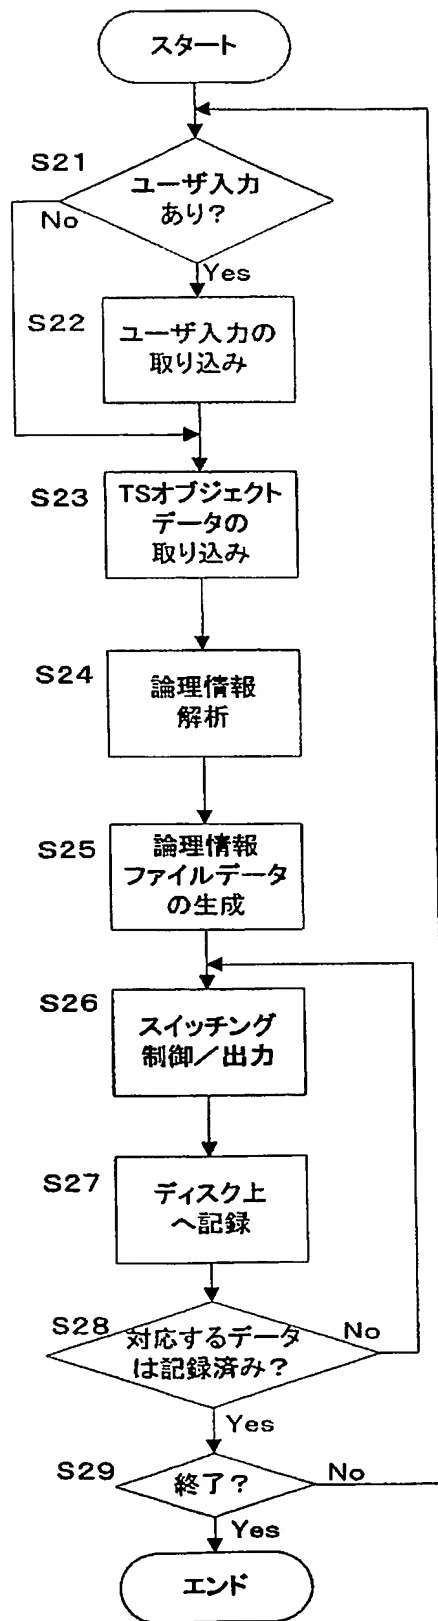 スタート
S21
ユーザ入力
あり？
No
Yes
S22
ユーザ入力の
取り込み
S23
TSオブジェクト
データの
取り込み
S24
論理情報
解析
S25
論理情報
ファイルデータ
の生成
S26
スイッチング
制御／出力
S27
ディスク上
へ記録
S28
対応するデータ
は記録済み？
No
Yes
S29
終了？
No
Yes
エンド